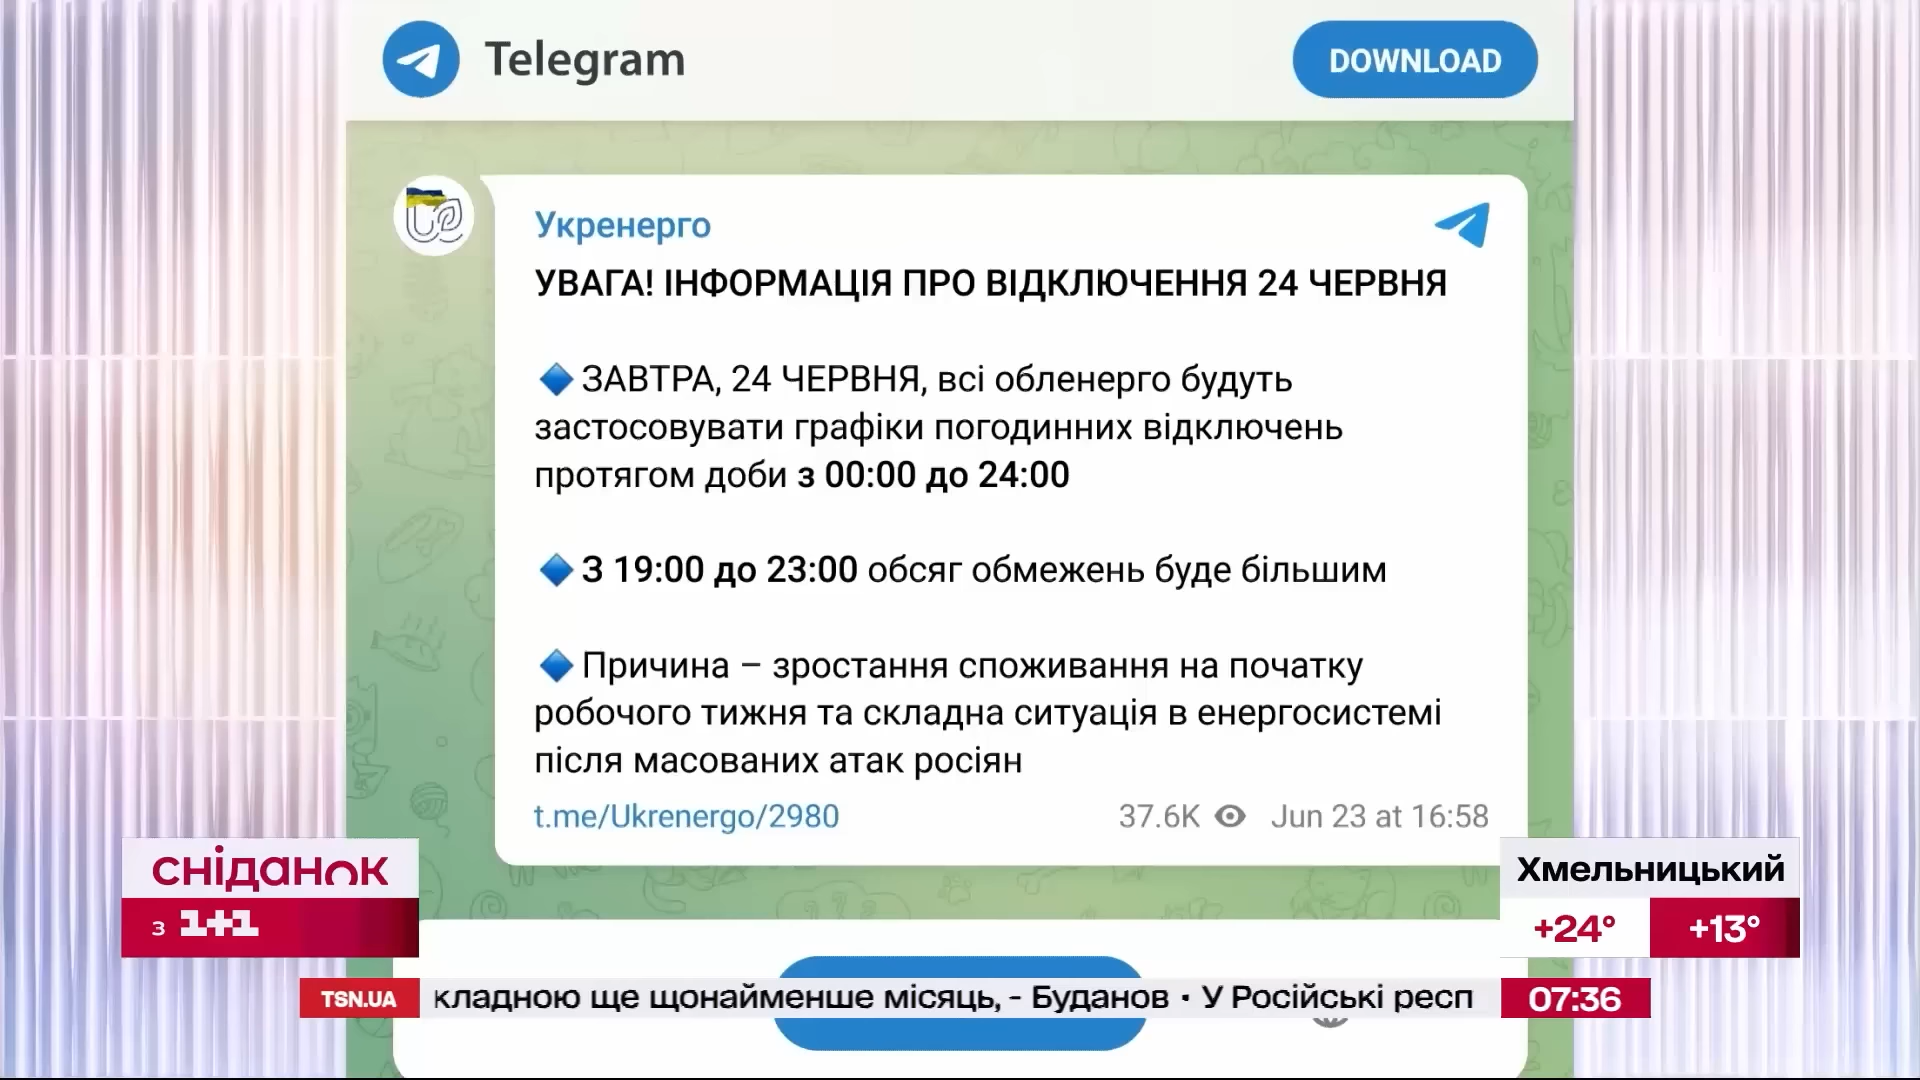 Telegram
DOWNLOAD
Укренерго
УВАГА! ІНФОРМАЦІЯ ПРО ВІДКЛЮЧЕННЯ 24 ЧЕРВНЯ
🔷ЗАВТРА, 24 ЧЕРВНЯ, всі обленерго будуть
застосовувати графіки погодинних відключень
протягом доби з 00:00 до 24:00
🔷З 19:00 до 23:00 обсяг обмежень буде більшим
🔷Причина – зростання споживання на початку
робочого тижня та складна ситуація в енергосистемі
після масованих атак росіян
t.me/Ukrenergo/2980
37.6K Jun 23 at 16:58
СНІДАНОК
з 1+1
Хмельницький
+24° +13°
TSN.UA
кладною ще щонайменше місяць, - Буданов • У Російські респ
07:36